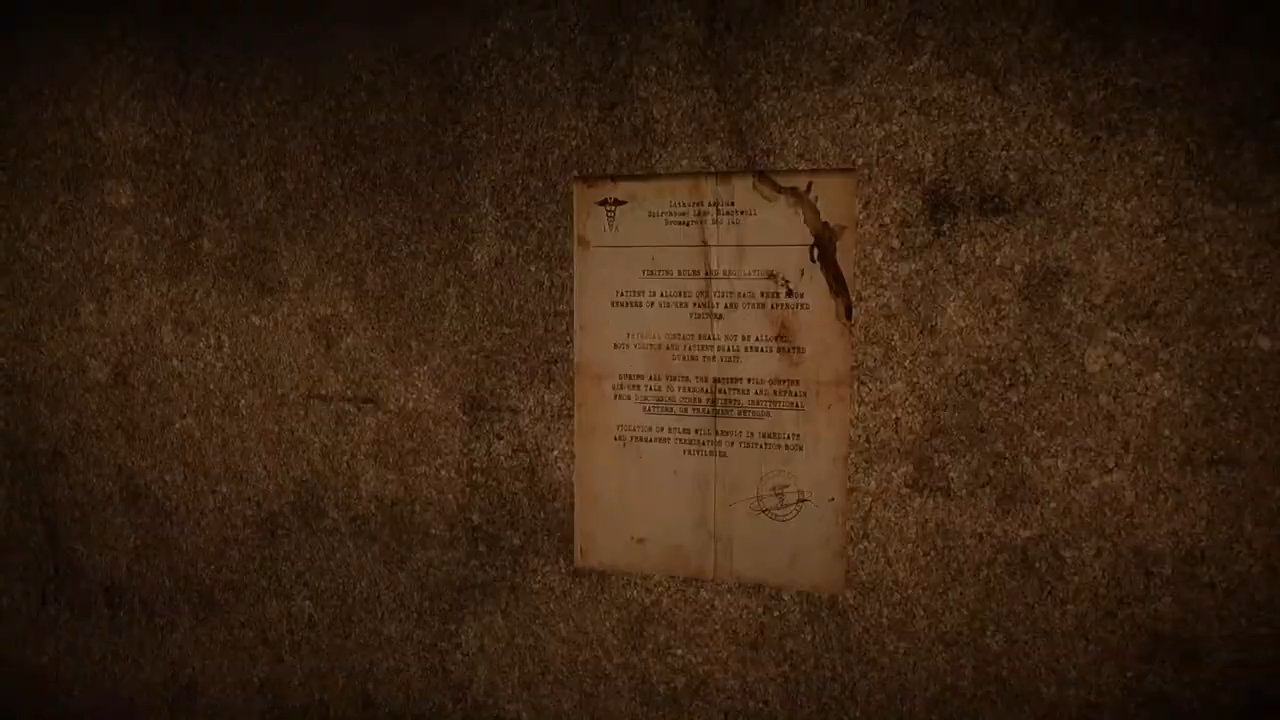 Lithurst Asylum
Spirehouse Lane, Blackwell
Bromsgrove
VISITING RULES AND REGULATIONS
PATIENT IS ALLOWED ONE VISIT EACH WEEK FROM
MEMBERS OF HIS/HER FAMILY AND OTHER APPROVED
VISITORS.
PHYSICAL CONTACT SHALL NOT BE ALLOWED.
BOTH VISITOR AND PATIENT SHALL REMAIN SEATED
DURING THE VISIT.
DURING ALL VISITS, THE PATIENT WILL CONFINE
HIS/HER TALK TO PERSONAL MATTERS AND REFRAIN
FROM DISCUSSING OTHER PATIENTS, INSTITUTIONAL
MATTERS, OR TREATMENT METHODS.
VIOLATION OF RULES WILL RESULT IN IMMEDIATE
AND PERMANENT TERMINATION OF VISITATION ROOM
PRIVILEGES.